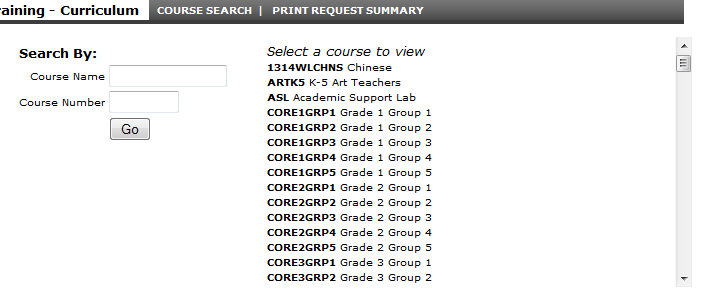 raining - Curriculum COURSE SEARCH | PRINT REQUEST SUMMARY
Search By:
Course Name
Course Number
Go
Select a course to view
1314WLCHNS Chinese
ARTK5 K-5 Art Teachers
ASL Academic Support Lab
CORE1GRP1 Grade 1 Group 1
CORE1GRP2 Grade 1 Group 2
CORE1GRP3 Grade 1 Group 3
CORE1GRP4 Grade 1 Group 4
CORE1GRP5 Grade 1 Group 5
CORE2GRP1 Grade 2 Group 1
CORE2GRP2 Grade 2 Group 2
CORE2GRP3 Grade 2 Group 3
CORE2GRP4 Grade 2 Group 4
CORE2GRP5 Grade 2 Group 5
CORE3GRP1 Grade 3 Group 1
CORE3GRP2 Grade 3 Group 2